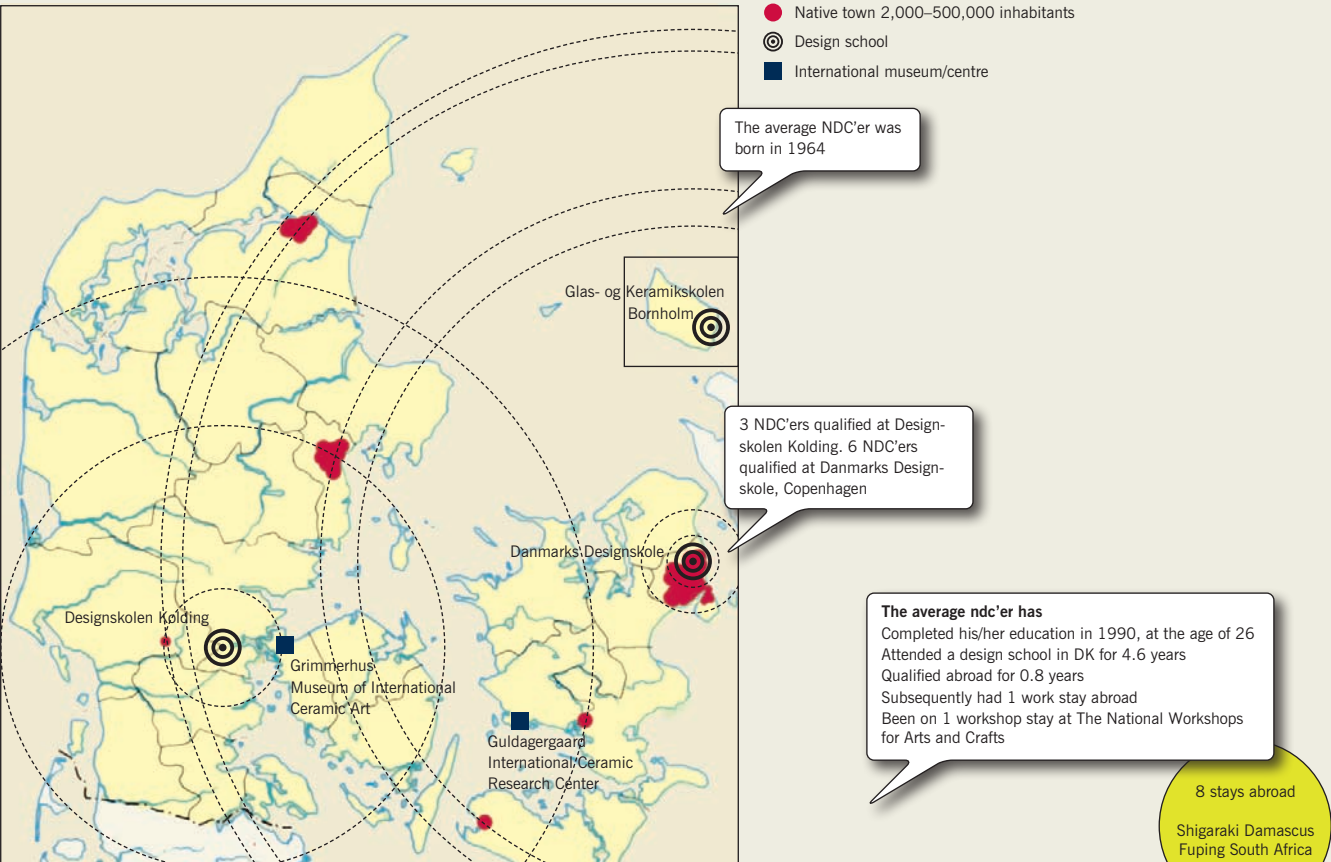 Native town 2,000–500,000 inhabitants
Design school
International museum/centre
The average NDC’er was
born in 1964
Glas- og Keramikskolen
Bornholm
3 NDC’ers qualified at Design-
skolen Kolding. 6 NDC’ers
qualified at Danmarks Design-
skole, Copenhagen
Danmarks Designskole
Designskolen Kolding
Grimmerhus
Museum of International
Ceramic Art
Guldagergaard
International Ceramic
Research Center
The average ndc’er has
Completed his/her education in 1990, at the age of 26
Attended a design school in DK for 4.6 years
Qualified abroad for 0.8 years
Subsequently had 1 work stay abroad
Been on 1 workshop stay at The National Workshops
for Arts and Crafts
8 stays abroad
Shigaraki Damascus
Fuping South Africa